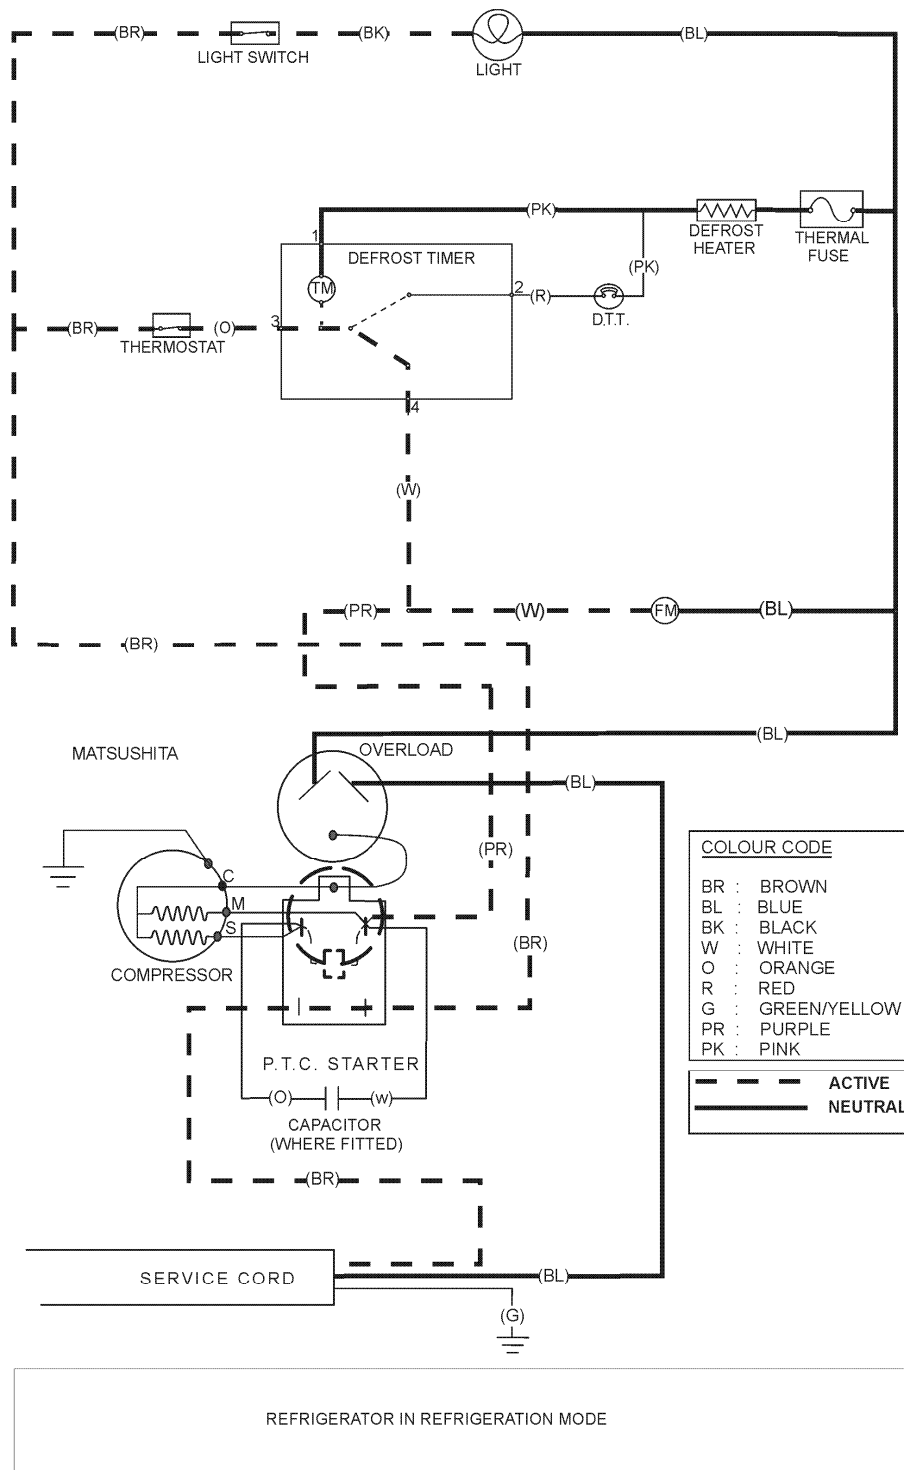 (BR)
(BK)
(BL)
LIGHT SWITCH
LIGHT
(PK)
1
DEFROST TIMER
DEFROST
HEATER
THERMAL
FUSE
(PK)
TM
2
(R)
D.T.T.
(BR)
(O)
3
THERMOSTAT
4
(W)
(PR)
(W)
FM
(BL)
(BR)
(BL)
MATSUSHITA
OVERLOAD
(BL)
(PR)
C
M
S
(BR)
COMPRESSOR
P.T.C. STARTER
(O)
(w)
CAPACITOR
(WHERE FITTED)
(BR)
COLOUR CODE
BR : BROWN
BL : BLUE
BK : BLACK
W : WHITE
O : ORANGE
R : RED
G : GREEN/YELLOW
PR : PURPLE
PK : PINK
ACTIVE
NEUTRAL
SERVICE CORD
(BL)
(G)
REFRIGERATOR IN REFRIGERATION MODE